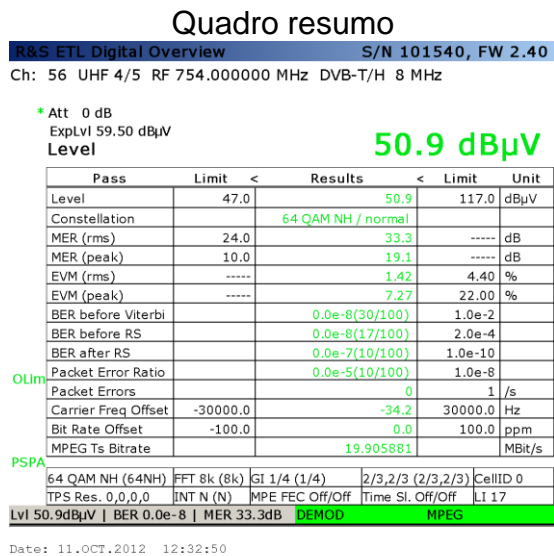 Quadro resumo
R&S ETL Digital Overview S/N 101540, FW 2.40
Ch: 56 UHF 4/5 RF 754.000000 MHz DVB-T/H 8 MHz
* Att 0 dB
ExpLvl 59.50 dBµV
Level 50.9 dBµV
Pass Limit < Results < Limit Unit
Level 47.0 50.9 117.0 dBµV
Constellation 64 QAM NH / normal
MER (rms) 24.0 33.3 ----- dB
MER (peak) 10.0 19.1 ----- dB
EVM (rms) ----- 1.42 4.40 %
EVM (peak) ----- 7.27 22.00 %
BER before Viterbi 0.0e-8(30/100) 1.0e-2
BER before RS 0.0e-8(17/100) 2.0e-4
BER after RS 0.0e-7(10/100) 1.0e-10
Packet Error Ratio 0.0e-5(10/100) 1.0e-8
OLim
Packet Errors 0 1 /s
Carrier Freq Offset -30000.0 -34.2 30000.0 Hz
Bit Rate Offset -100.0 0.0 100.0 ppm
MPEG Ts Bitrate 19.905881 MBit/s
PSPA
64 QAM NH (64NH) FFT 8k (8k) GI 1/4 (1/4) 2/3,2/3 (2/3,2/3) CellID 0
TPS Res. 0,0,0,0 INT N (N) MPE FEC Off/Off Time Sl. Off/Off LI 17
Lvl 50.9dBµV | BER 0.0e-8 | MER 33.3dB DEMOD MPEG
Date: 11.OCT.2012 12:32:50